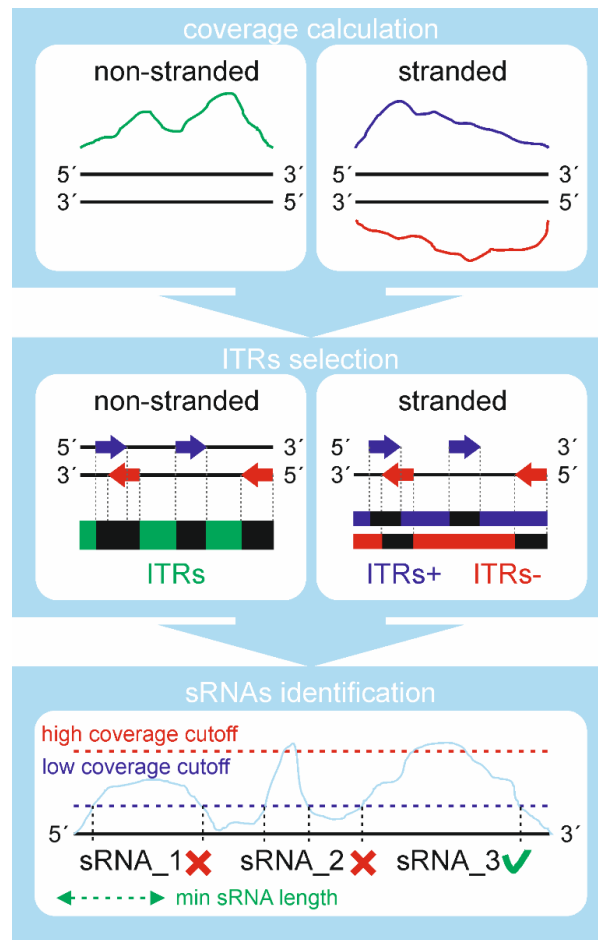 coverage calculation
non-stranded
stranded
5´ 3´ 5´ 3´
3´ 5´ 3´ 5´
ITRs selection
non-stranded
stranded
5´ 3´ 5´ 3´
3´ 5´ 3´ 5´
ITRs
ITRs+ ITRs-
sRNAs identification
high coverage cutoff
low coverage cutoff
5´ 3´
sRNA_1 sRNA_2 sRNA_3
min sRNA length